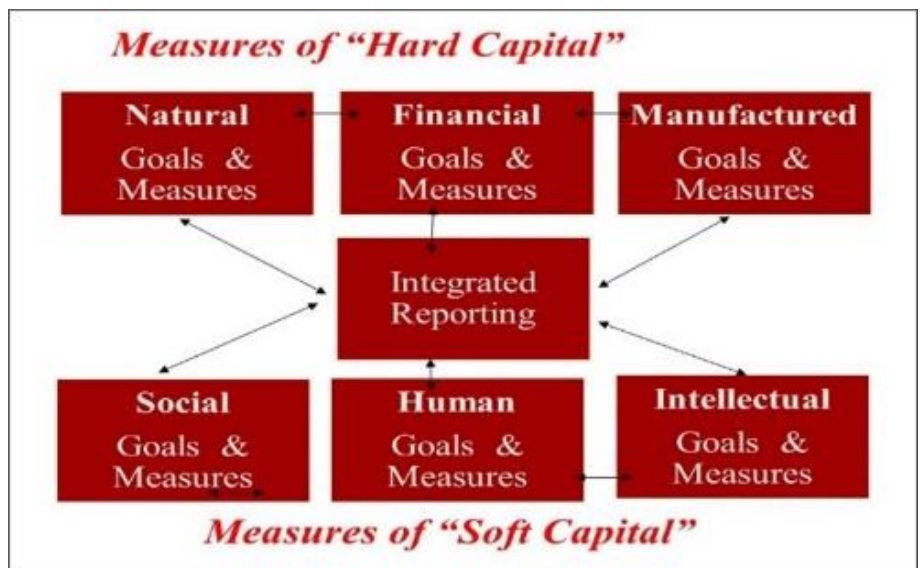 Measures of “Hard Capital”
Natural
Goals & Measures
Financial
Goals & Measures
Manufactured
Goals & Measures
Integrated
Reporting
Social
Goals & Measures
Human
Goals & Measures
Intellectual
Goals & Measures
Measures of “Soft Capital”